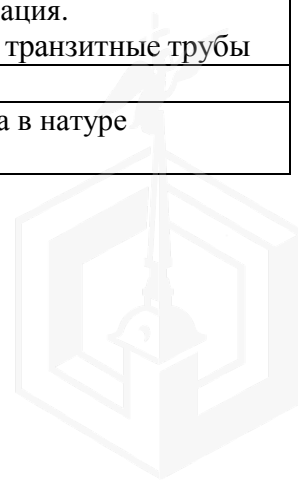 ация.
транзитные трубы
а в натуре